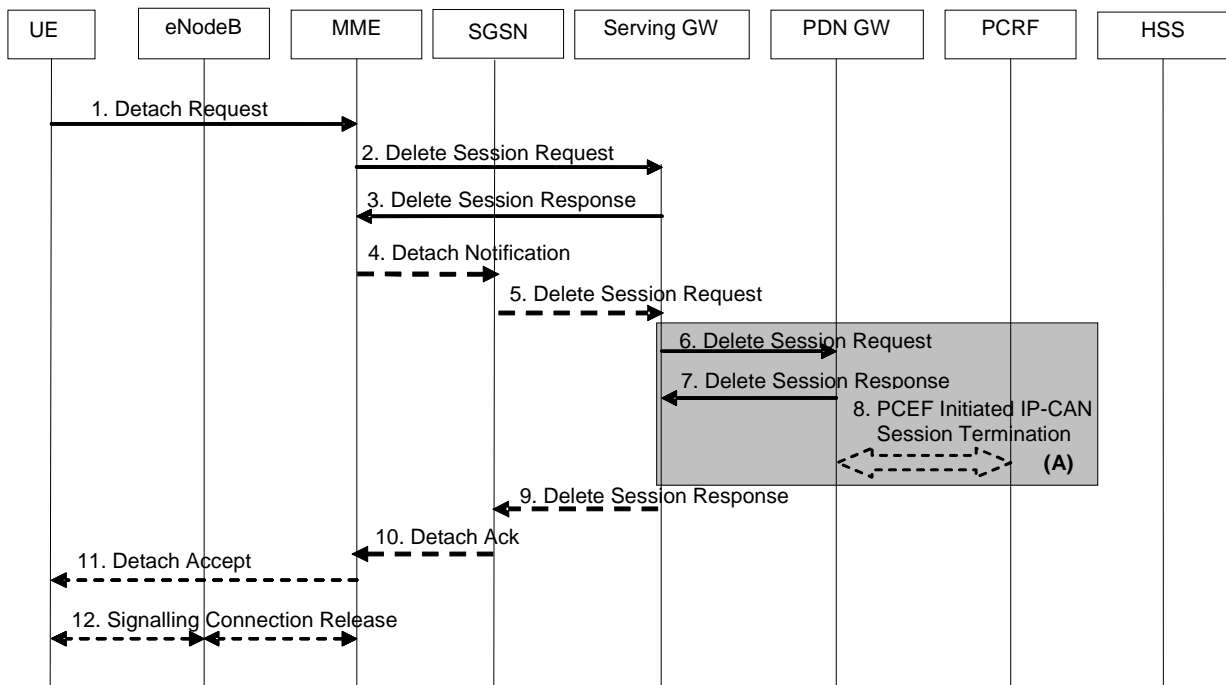 UE
eNodeB
MME
SGSN
Serving GW
PDN GW
PCRF
HSS
1. Detach Request
2. Delete Session Request
3. Delete Session Response
4. Detach Notification
5. Delete Session Request
6. Delete Session Request
7. Delete Session Response
8. PCEF Initiated IP-CAN
Session Termination
(A)
9. Delete Session Response
10. Detach Ack
11. Detach Accept
12. Signalling Connection Release